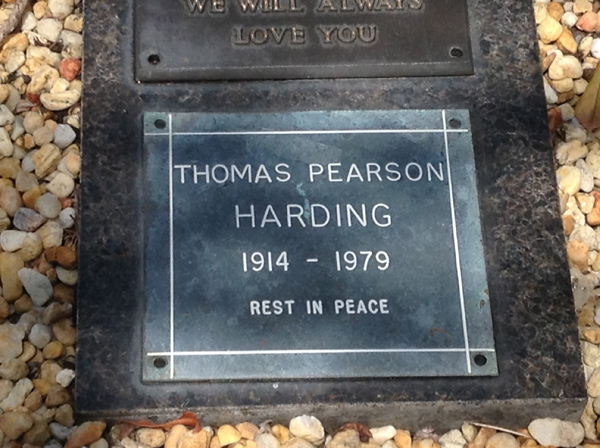 WE WILL ALWAYS
LOVE YOU
THOMAS PEARSON
HARDING
1914 - 1979
REST IN PEACE